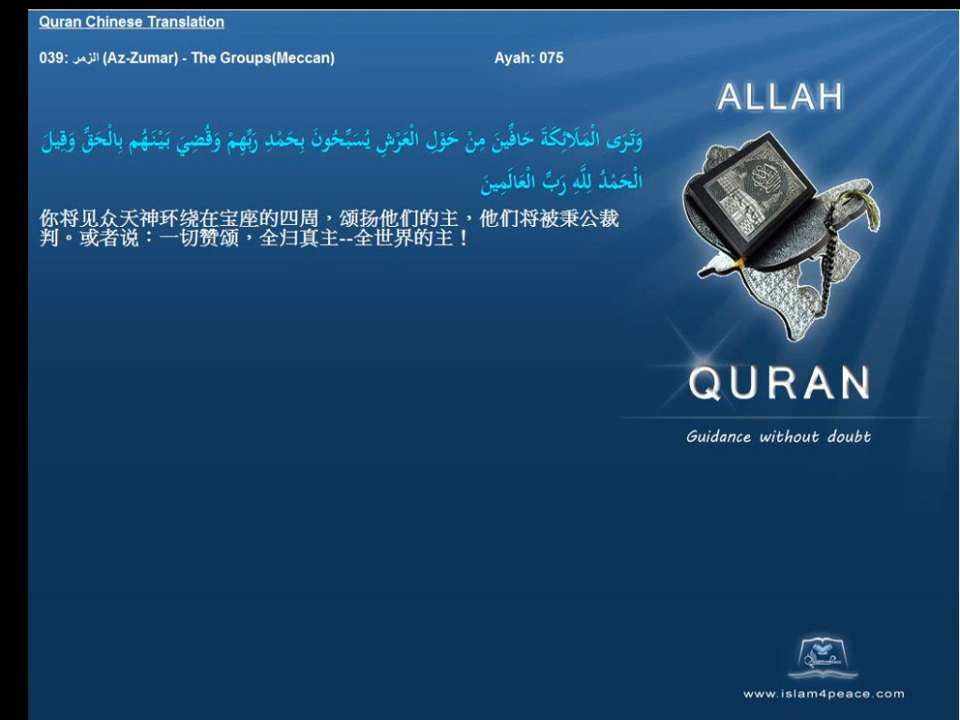 Quran Chinese Translation
039: الزمر (Az-Zumar) - The Groups(Meccan) Ayah: 075
ALLAH
وَتَرَى الْمَلَائِكَةَ حَافِّينَ مِنْ حَوْلِ الْعَرْشِ يُسَبِّحُونَ بِحَمْدِ رَبِّهِمْ وَقُضِيَ بَيْنَهُم بِالْحَقِّ وَقِيلَ
الْحَمْدُ لِلَّهِ رَبِّ الْعَالَمِينَ
你将见众天神环绕在宝座的四周，颂扬他们的主，他们将被秉公裁
判。或者说：一切赞颂，全归真主--全世界的主！
QURAN
Guidance without doubt
www.islam4peace.com